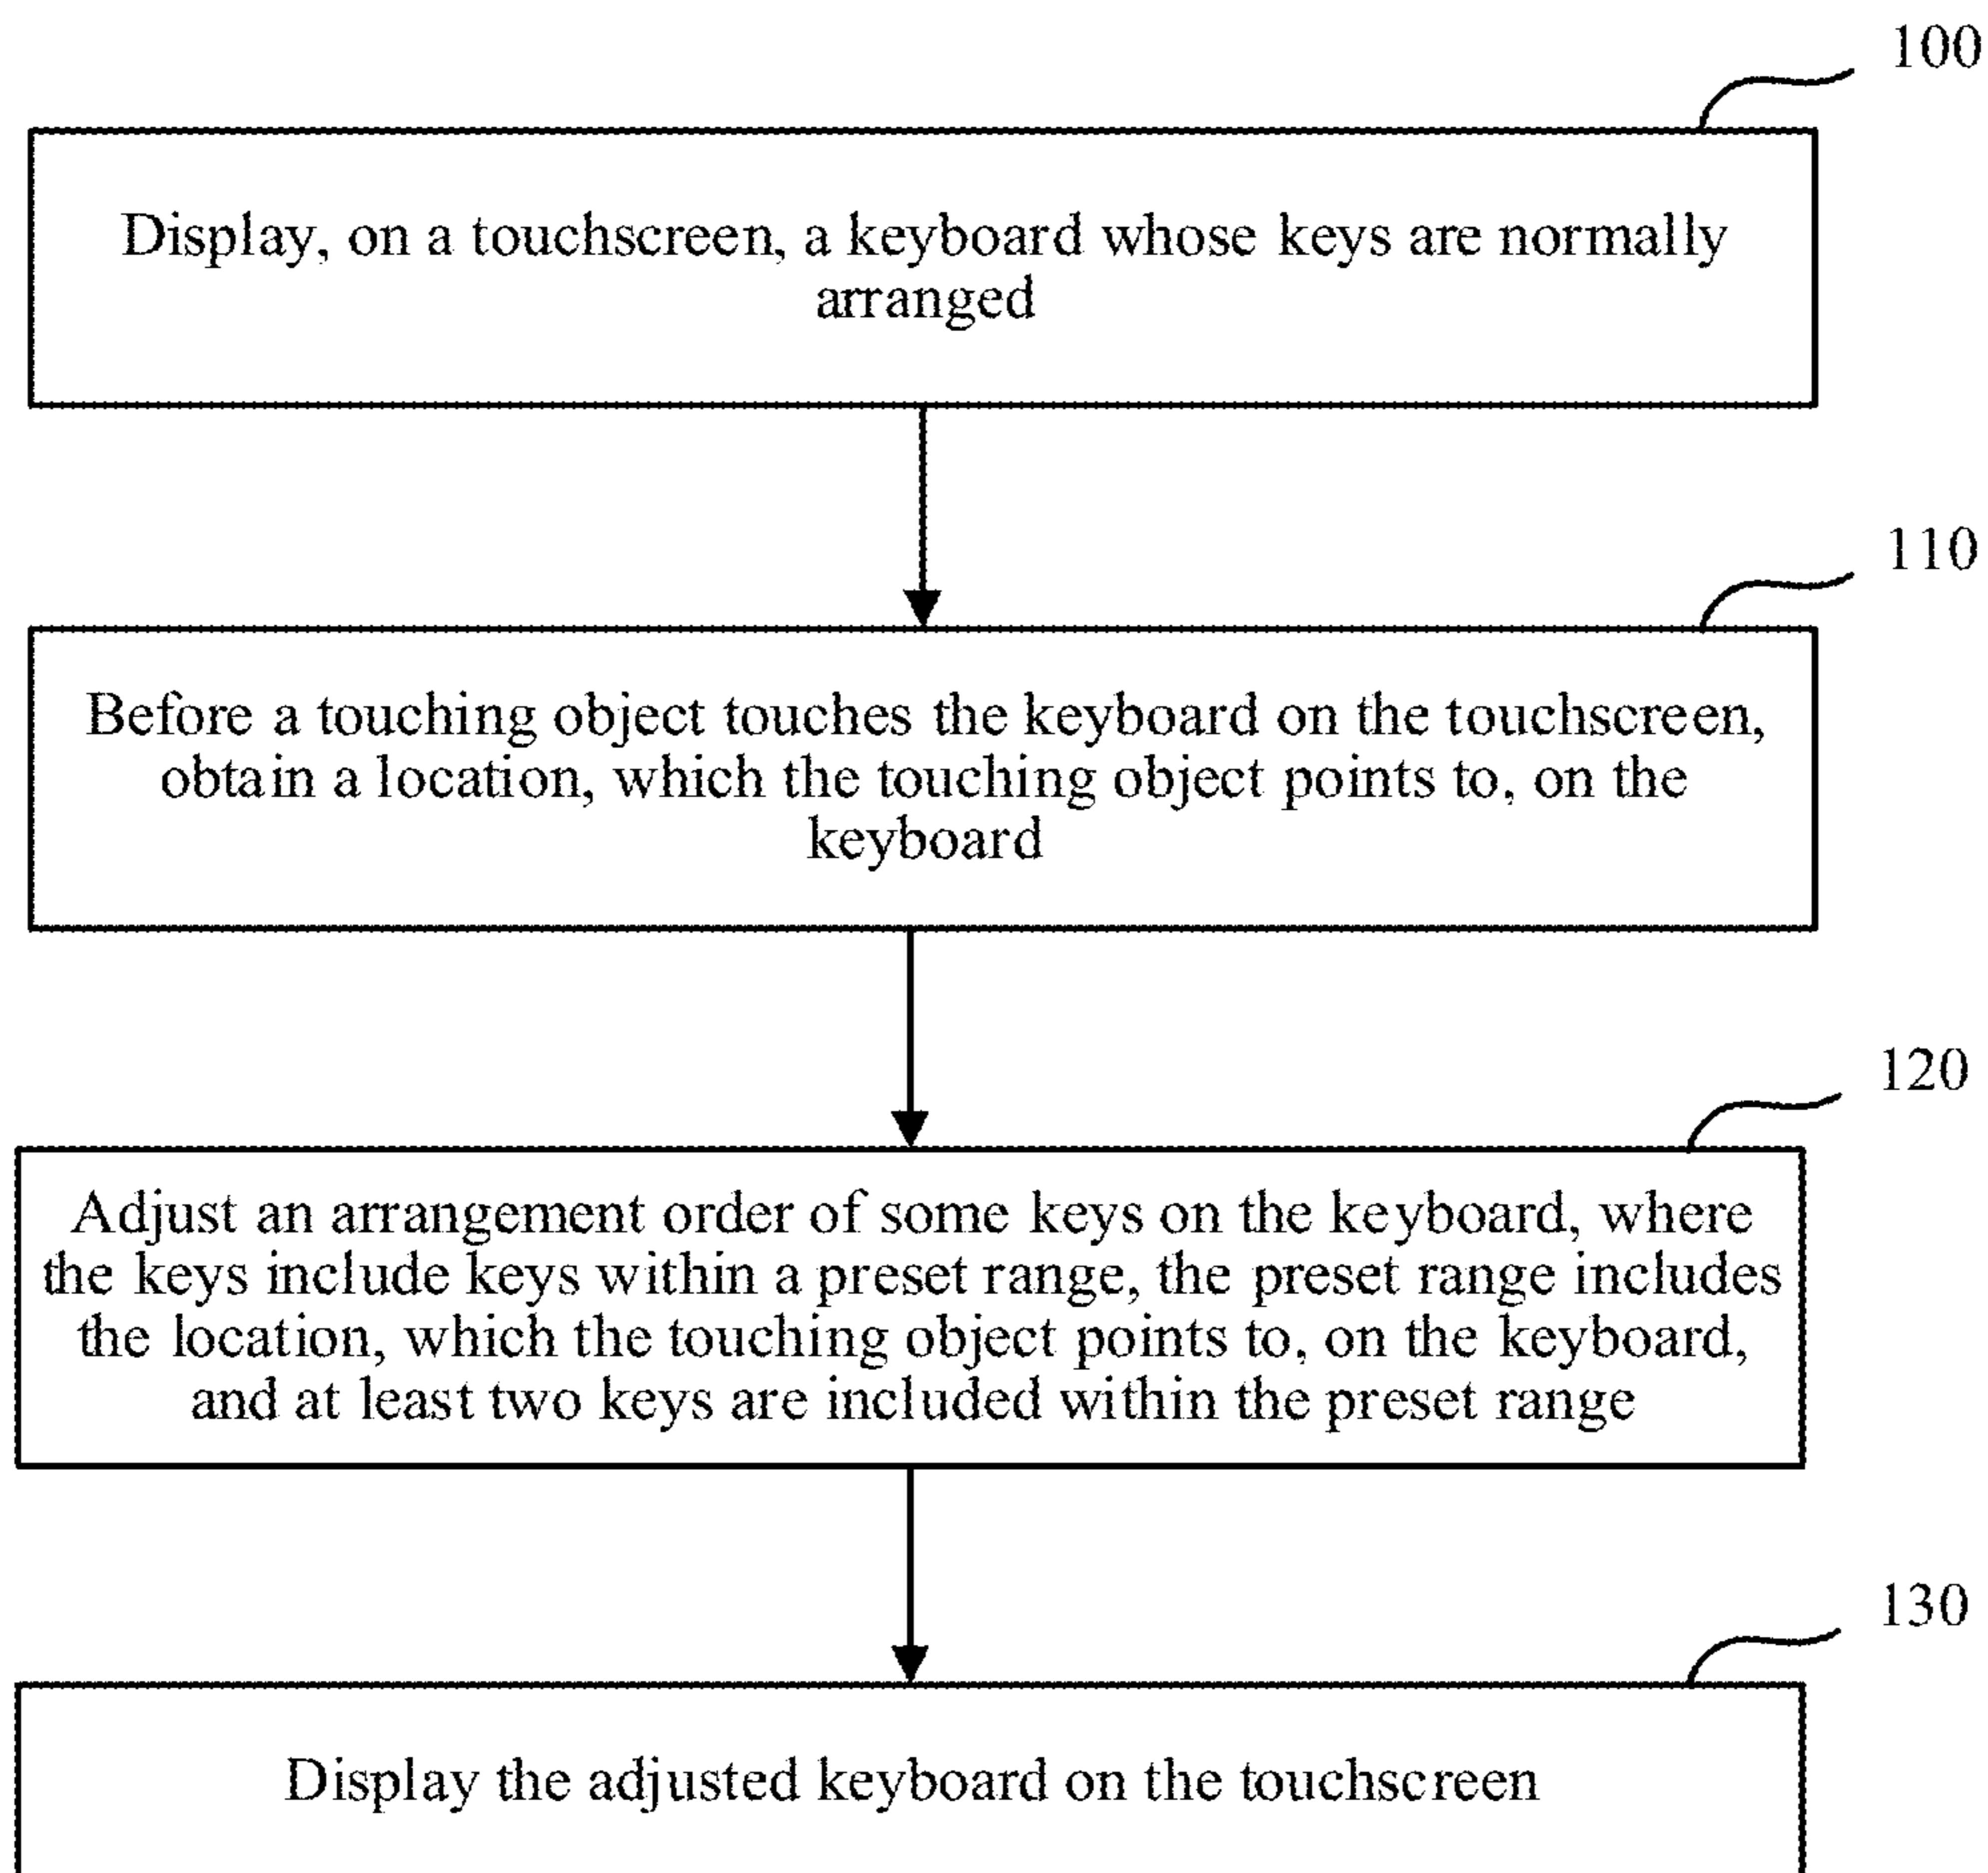 100
Display, on a touchscreen, a keyboard whose keys are normally
arranged
110
Before a touching object touches the keyboard on the touchscreen,
obtain a location, which the touching object points to, on the
keyboard
120
Adjust an arrangement order of some keys on the keyboard, where
the keys include keys within a preset range, the preset range includes
the location, which the touching object points to, on the keyboard,
and at least two keys are included within the preset range
130
Display the adjusted keyboard on the touchscreen